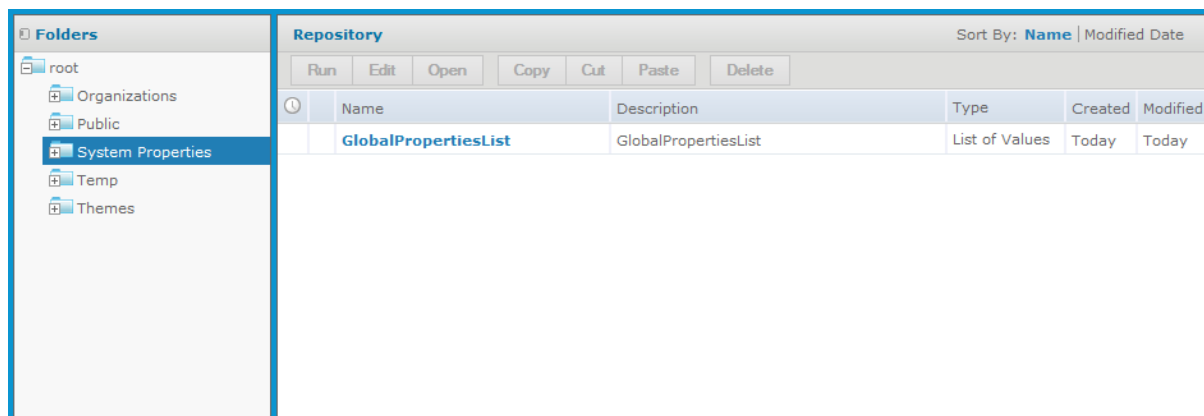 Folders
root
Organizations
Public
System Properties
Temp
Themes
Repository
Sort By: Name | Modified Date
Run Edit Open Copy Cut Paste Delete
Name Description Type Created Modified
GlobalPropertiesList GlobalPropertiesList List of Values Today Today